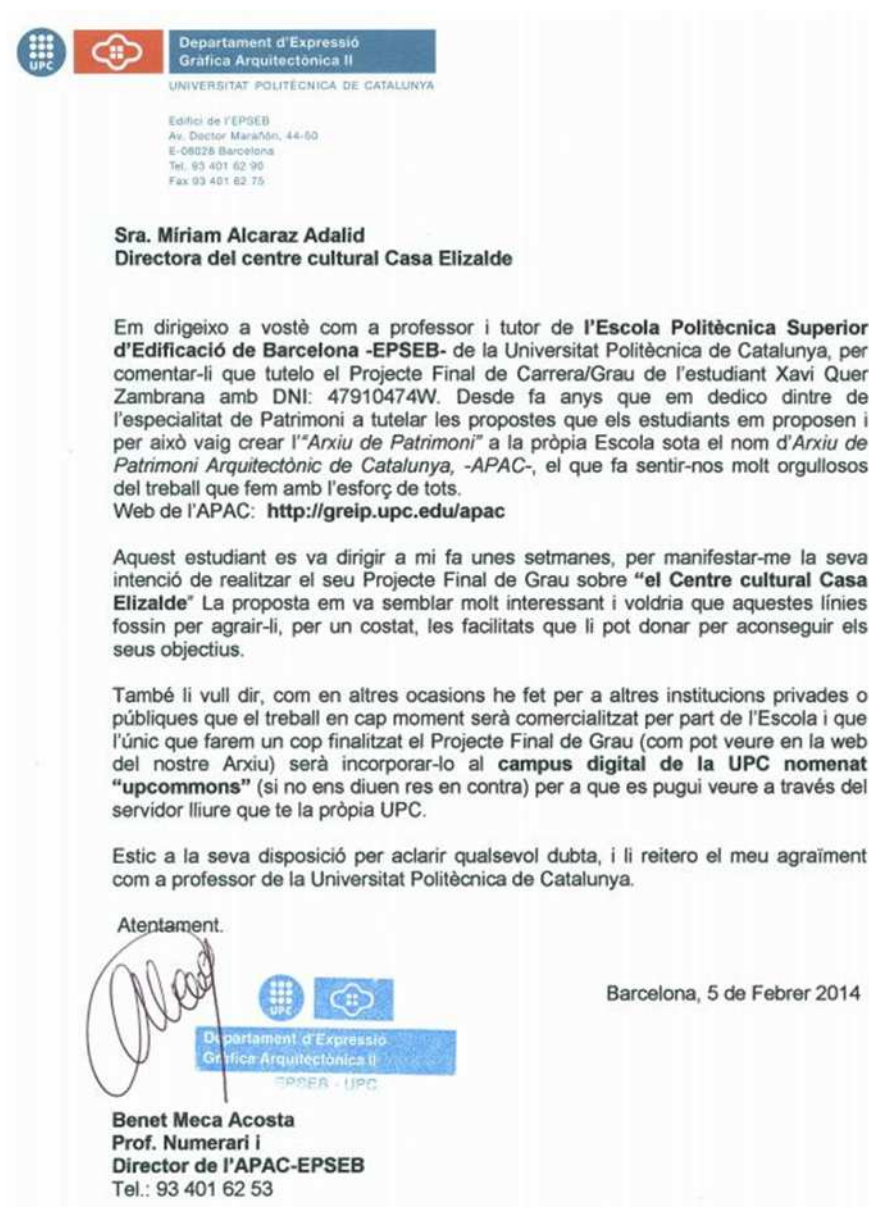 UPC
Departament d'Expressió
Gràfica Arquitectònica II
UNIVERSITAT POLITÈCNICA DE CATALUNYA
Edifici de l'EPSEB
Av. Doctor Marañón, 44-50
E-08028 Barcelona
Tel. 93 401 62 90
Fax 93 401 62 75
Sra. Míriam Alcaraz Adalid
Directora del centre cultural Casa Elizalde
Em dirigeixo a vostè com a professor i tutor de l'Escola Politècnica Superior
d'Edificació de Barcelona -EPSEB- de la Universitat Politècnica de Catalunya, per
comentar-li que tutelo el Projecte Final de Carrera/Grau de l'estudiant Xavi Quer
Zambrana amb DNI: 47910474W. Desde fa anys que em dedico dintre de
l'especialitat de Patrimoni a tutelar les propostes que els estudiants em proposen i
per això vaig crear l'"Arxiu de Patrimoni" a la pròpia Escola sota el nom d'Arxiu de
Patrimoni Arquitectònic de Catalunya, -APAC-, el que fa sentir-nos molt orgullosos
del treball que fem amb l'esforç de tots.
Web de l'APAC: http://greip.upc.edu/apac
Aquest estudiant es va dirigir a mi fa unes setmanes, per manifestar-me la seva
intenció de realitzar el seu Projecte Final de Grau sobre "el Centre cultural Casa
Elizalde" La proposta em va semblar molt interessant i voldria que aquestes línies
fossin per agrair-li, per un costat, les facilitats que li pot donar per aconseguir els
seus objectius.
També li vull dir, com en altres ocasions he fet per a altres institucions privades o
públiques que el treball en cap moment serà comercialitzat per part de l'Escola i que
l'únic que farem un cop finalitzat el Projecte Final de Grau (com pot veure en la web
del nostre Arxiu) serà incorporar-lo al campus digital de la UPC nomenat
"upcommons" (si no ens diuen res en contra) per a que es pugui veure a través del
servidor lliure que te la pròpia UPC.
Estic a la seva disposició per aclarir qualsevol dubta, i li reitero el meu agraïment
com a professor de la Universitat Politècnica de Catalunya.
Atentament.
Barcelona, 5 de Febrer 2014
UPC
Departament d'Expressió
Gràfica Arquitectònica II
EPSEB - UPC
Benet Meca Acosta
Prof. Numerari i
Director de l'APAC-EPSEB
Tel.: 93 401 62 53